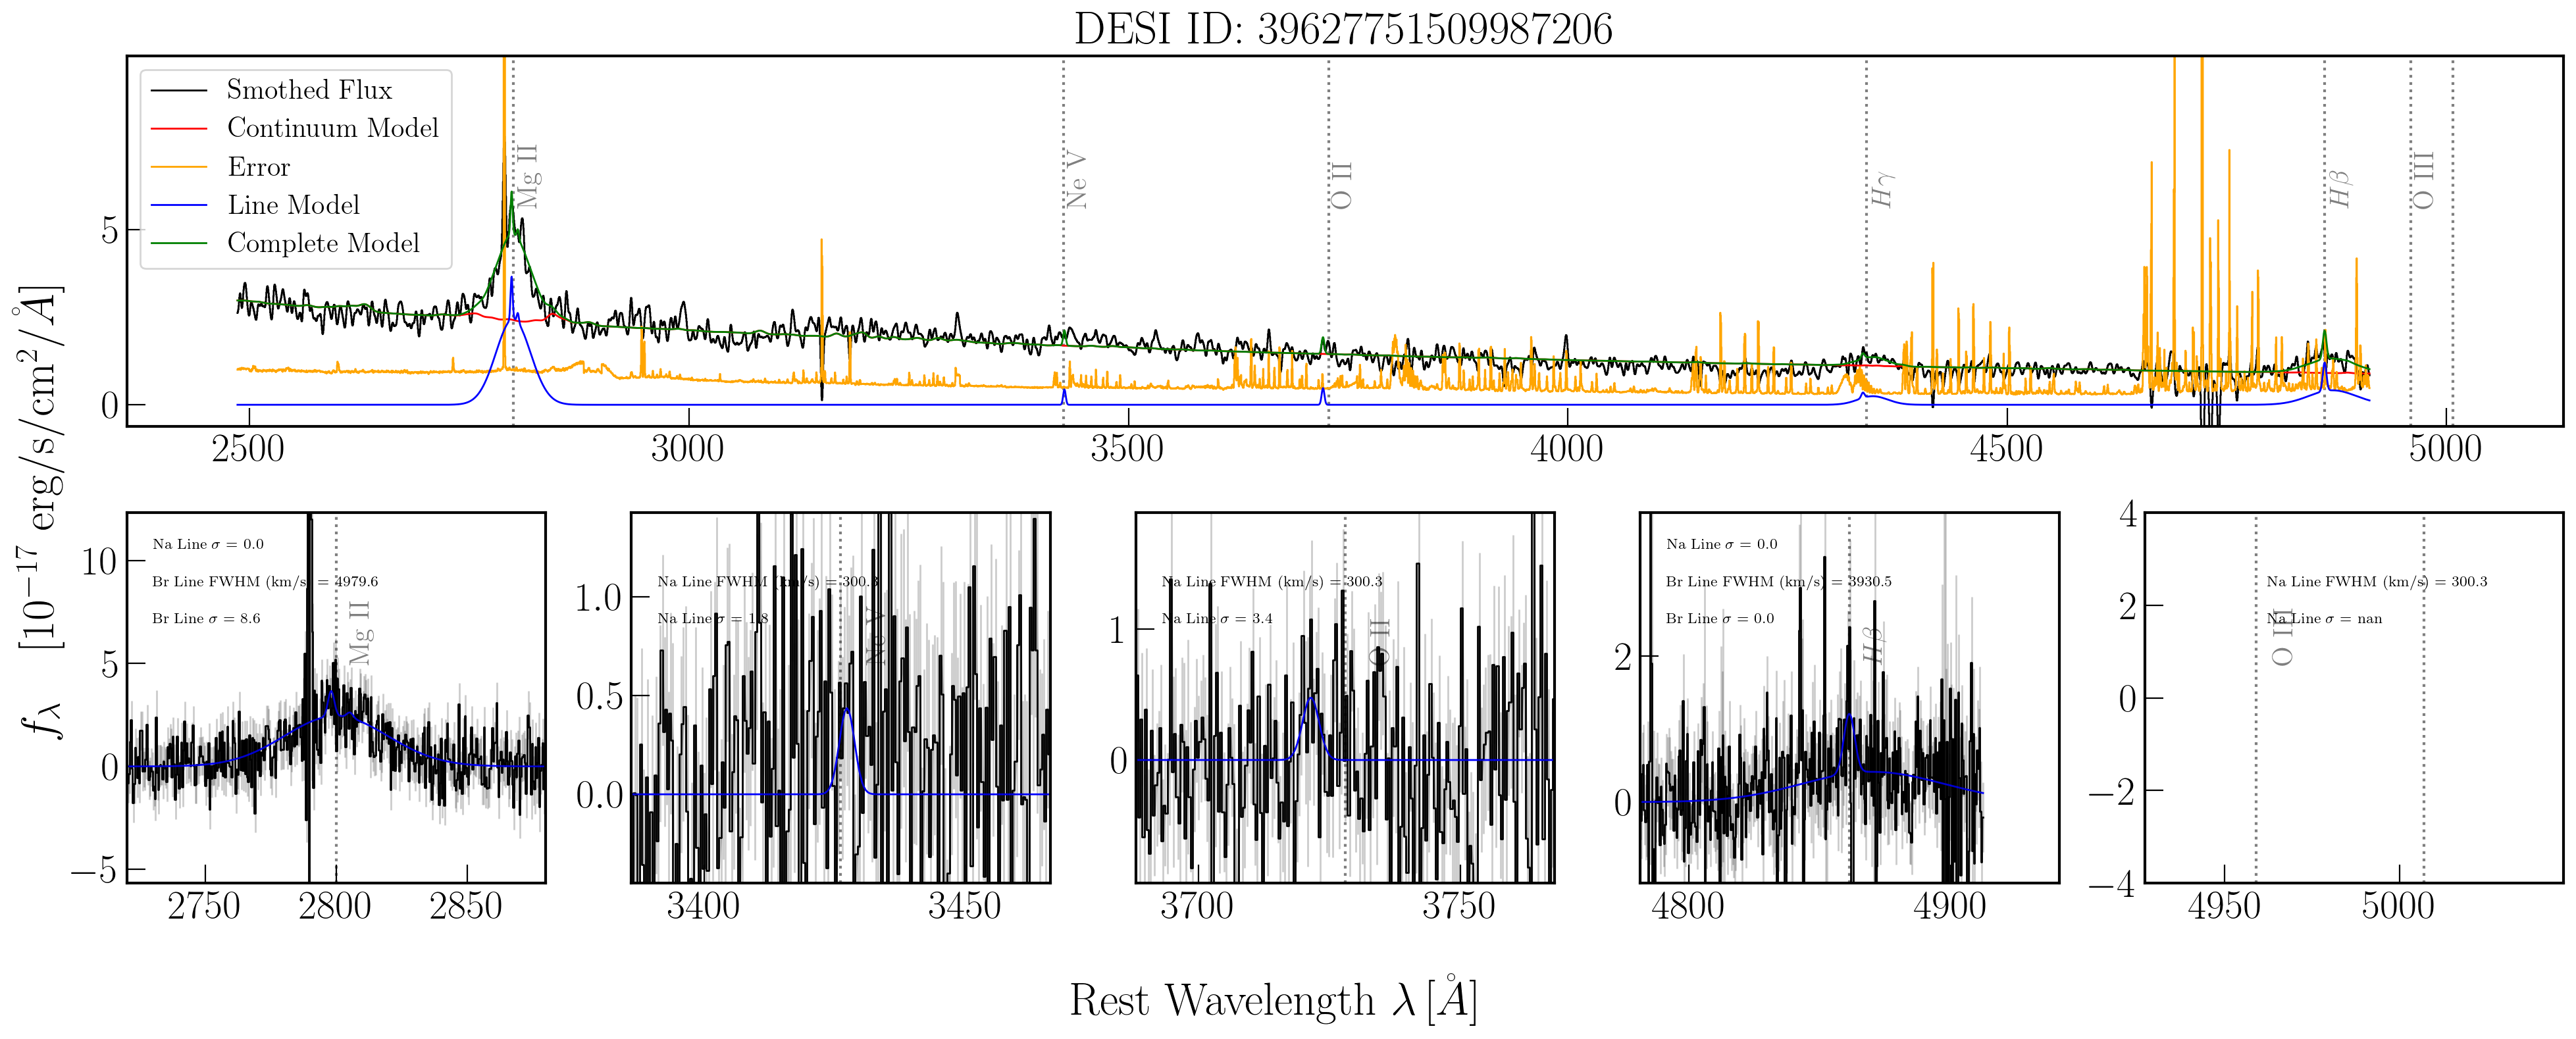 DESI ID: 39627751509987206
Smothed Flux
Continuum Model
Error
Line Model
Complete Model
Mg II
Ne V
O II
Hγ
Hβ
O III
5
0
2500 3000 3500 4000 4500 5000
f_λ [10^{−17} erg/s/cm^2/Å]
Na Line σ = 0.0
Br Line FWHM (km/s) = 4979.6
Br Line σ = 8.6
Mg II
10
5
0
−5
2750 2800 2850
Na Line FWHM (km/s) = 300.3
Na Line σ = 1.8
Ne V
1.0
0.5
0.0
3400 3450
Na Line FWHM (km/s) = 300.3
Na Line σ = 3.4
O II
1
0
3700 3750
Na Line σ = 0.0
Br Line FWHM (km/s) = 3930.5
Br Line σ = 0.0
Hβ
2
0
4800 4900
Na Line FWHM (km/s) = 300.3
Na Line σ = nan
O III
4
2
0
−2
−4
4950 5000
Rest Wavelength λ [Å]